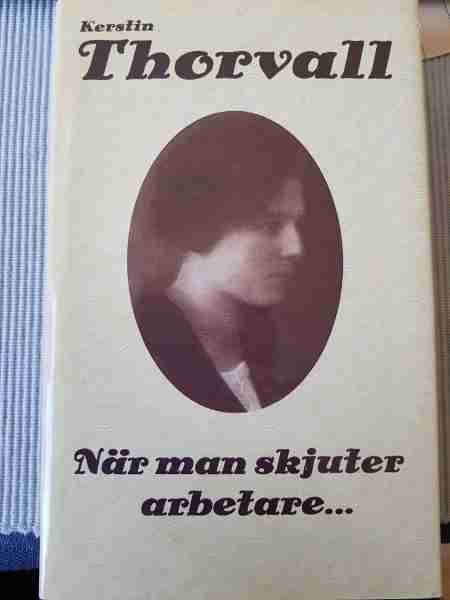 Kerstin
Thorvall
När man skjuter
arbetare...